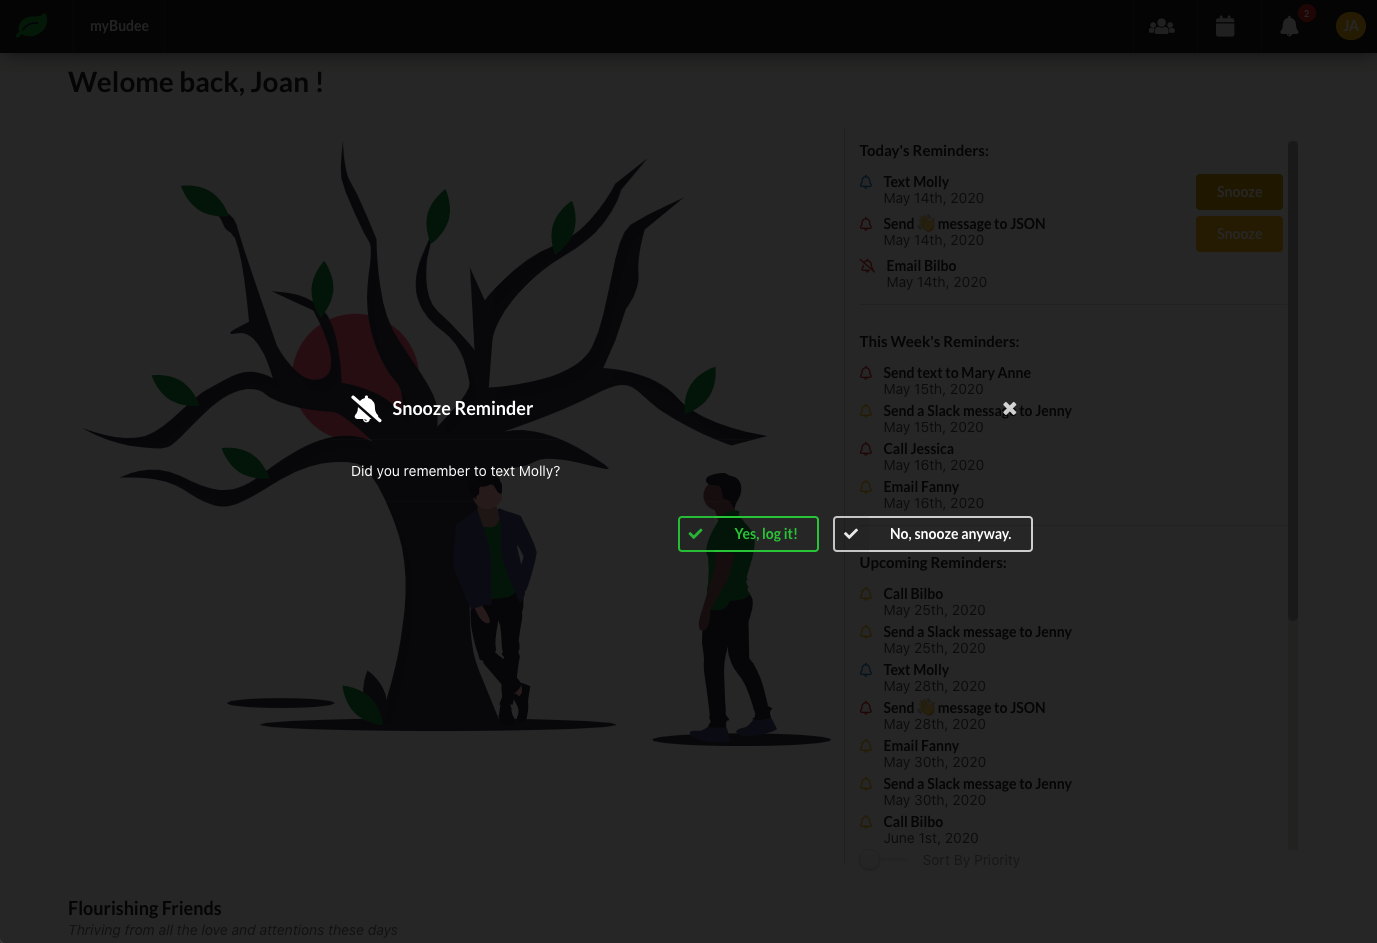 myBudee
2
JA
Welome back, Joan !
Today's Reminders:
Text Molly
May 14th, 2020
Snooze
Send 👋 message to JSON
May 14th, 2020
Snooze
Email Bilbo
May 14th, 2020
This Week's Reminders:
Send text to Mary Anne
May 15th, 2020
Send a Slack message to Jenny
May 15th, 2020
Call Jessica
May 16th, 2020
Email Fanny
May 16th, 2020
Snooze Reminder
Did you remember to text Molly?
Yes, log it!
No, snooze anyway.
Upcoming Reminders:
Call Bilbo
May 25th, 2020
Send a Slack message to Jenny
May 25th, 2020
Text Molly
May 28th, 2020
Send 👋 message to JSON
May 28th, 2020
Email Fanny
May 30th, 2020
Send a Slack message to Jenny
May 30th, 2020
Call Bilbo
June 1st, 2020
Sort By Priority
Flourishing Friends
Thriving from all the love and attentions these days